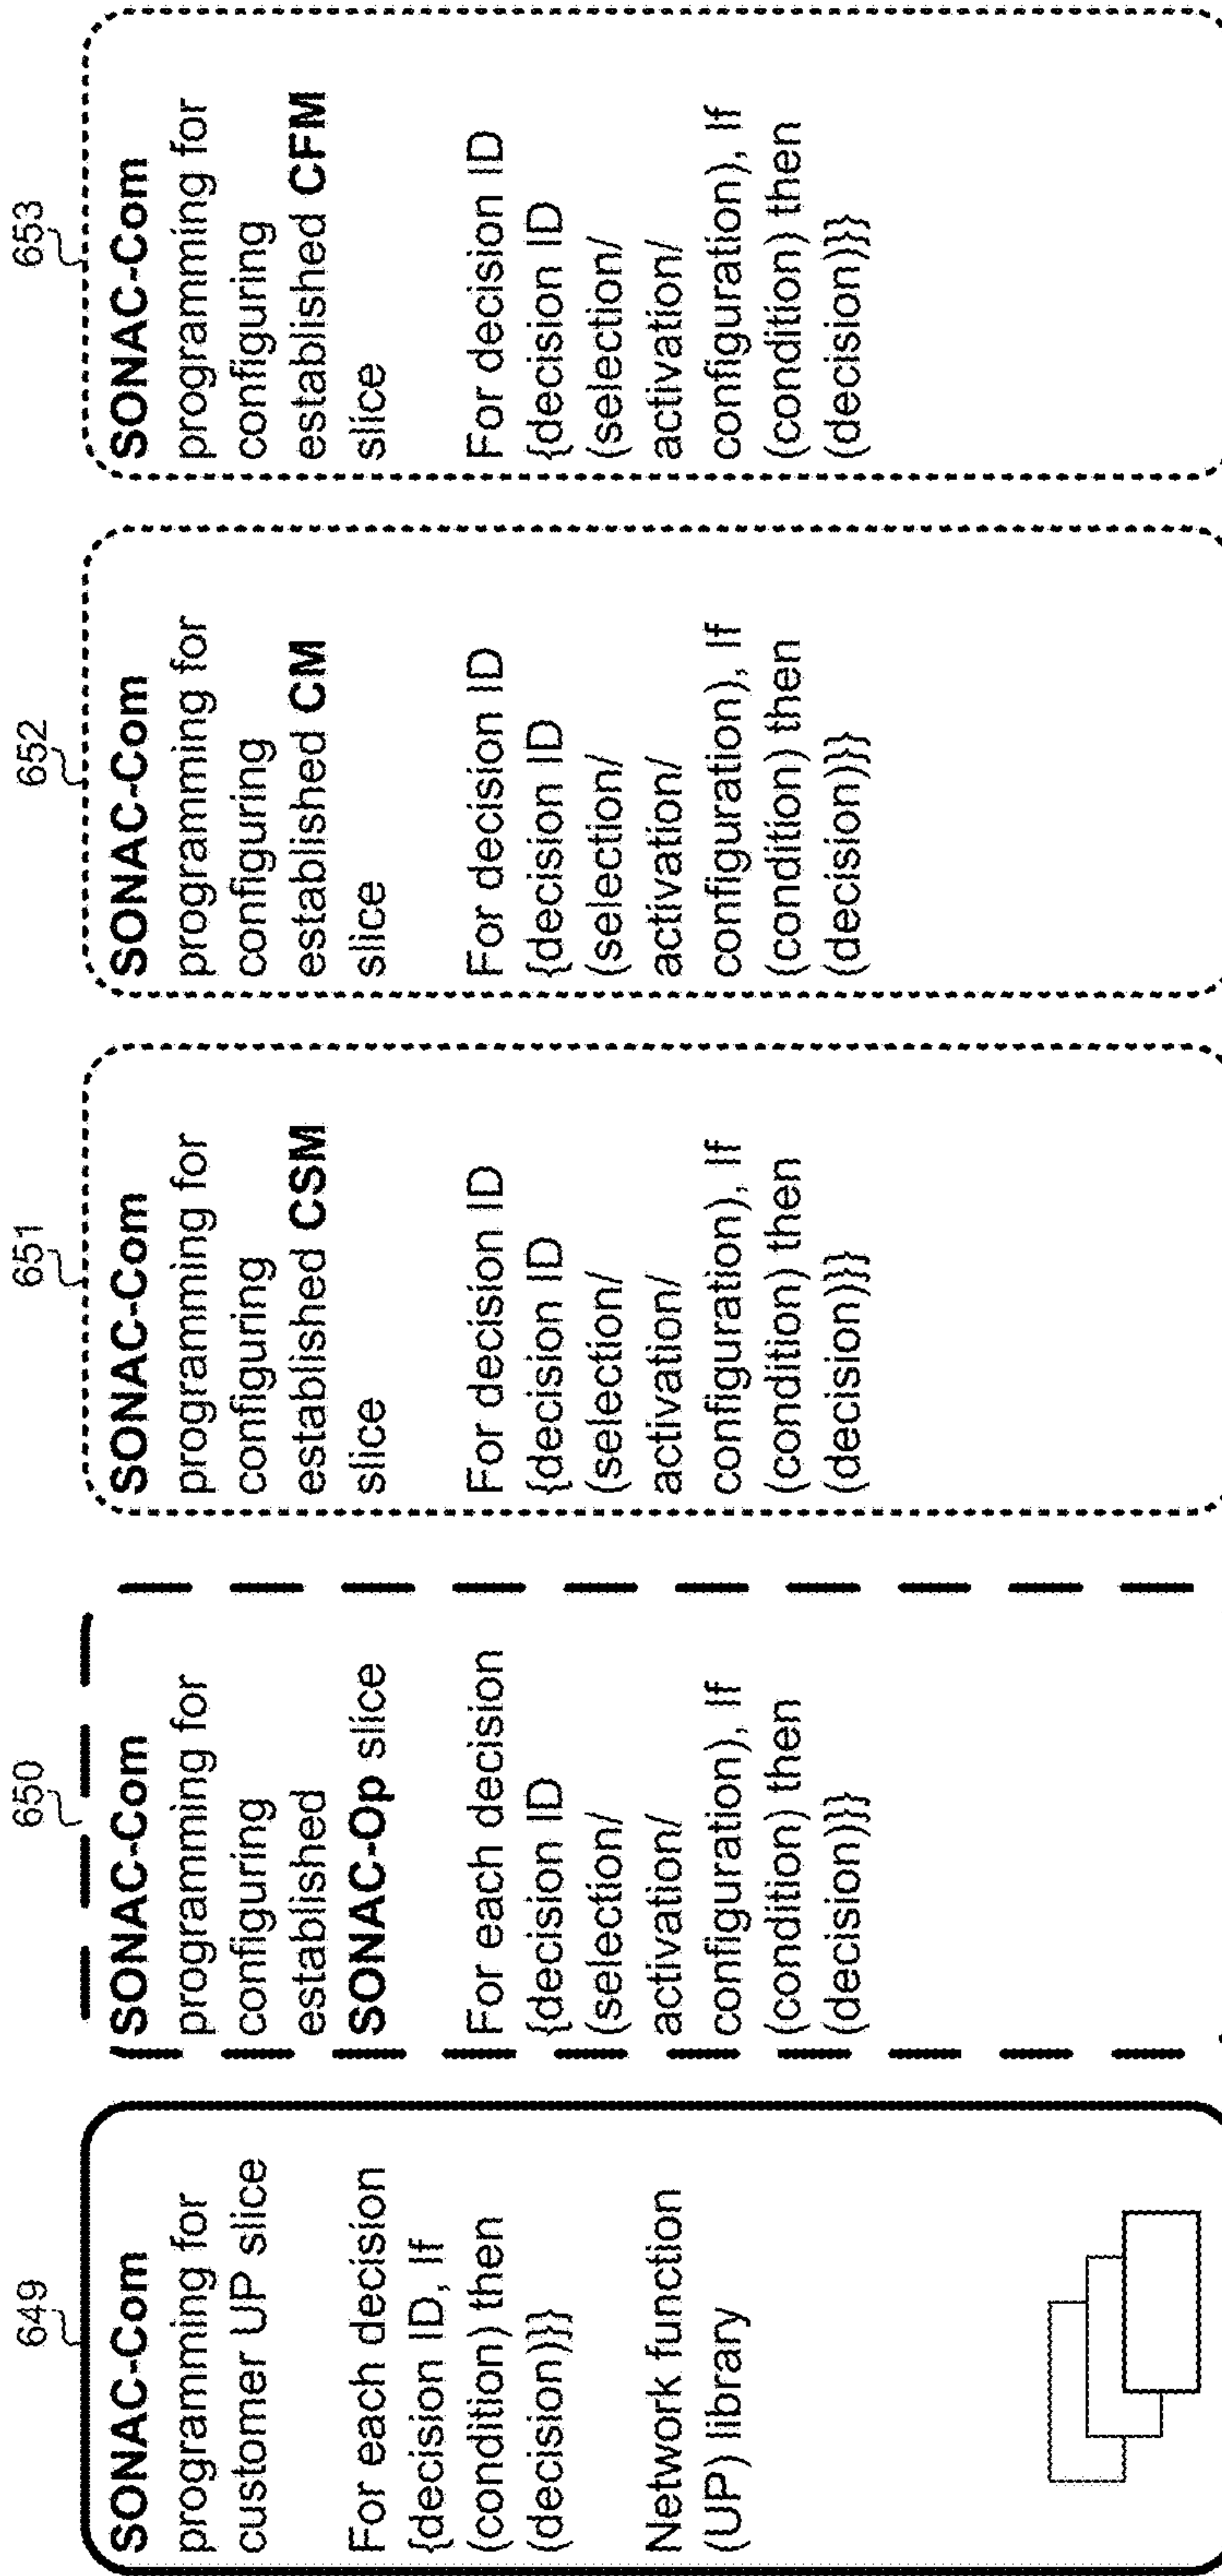 649
SONAC-Com
programming for
customer UP slice
For each decision
{decision ID, If
(condition) then
(decision)}}
Network function
(UP) library
650
SONAC-Com
programming for
configuring
established
SONAC-Op slice
For each decision
{decision ID
(selection/
activation/
configuration), If
(condition) then
(decision)}}
651
SONAC-Com
programming for
configuring
established CSM
slice
For decision ID
{decision ID
(selection/
activation/
configuration), If
(condition) then
(decision)}}
652
SONAC-Com
programming for
configuring
established CM
slice
For decision ID
{decision ID
(selection/
activation/
configuration), If
(condition) then
(decision)}}
653
SONAC-Com
programming for
configuring
established CFM
slice
For decision ID
{decision ID
(selection/
activation/
configuration), If
(condition) then
(decision)}}